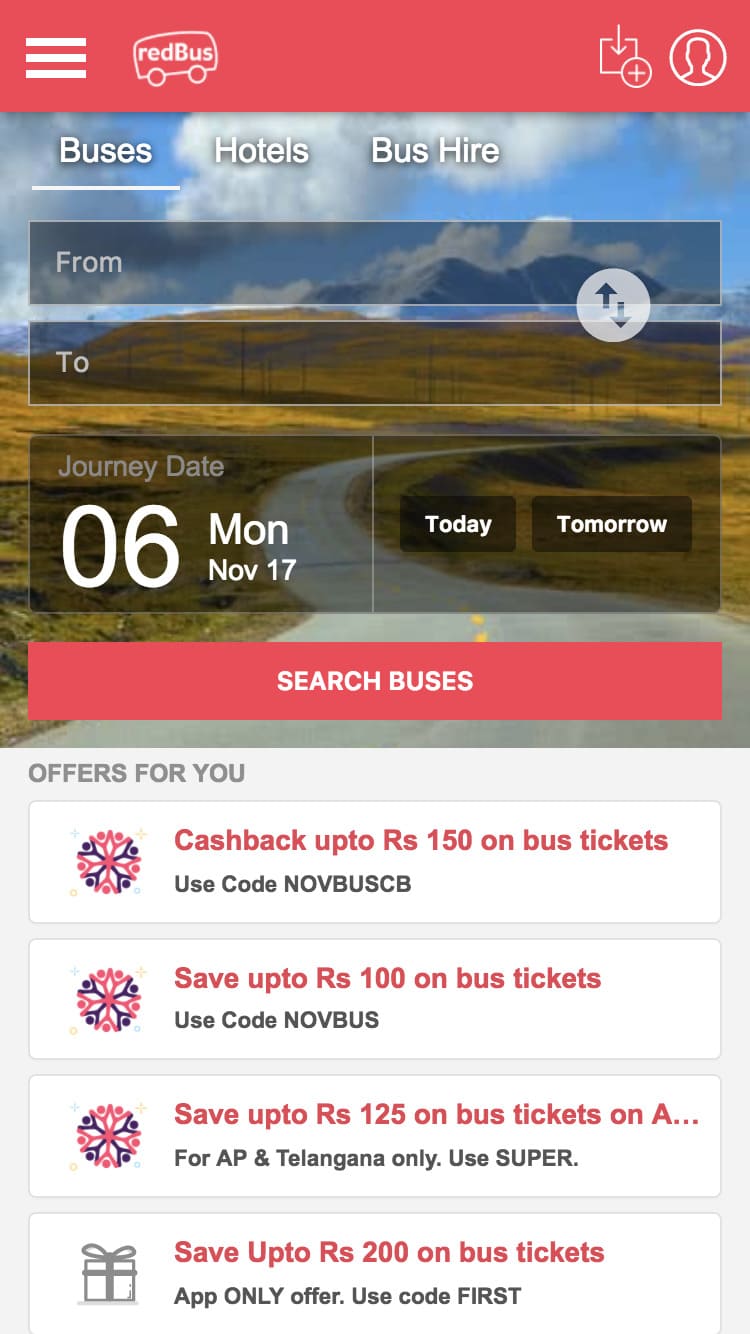 redBus
Buses Hotels Bus Hire
From
To
Journey Date
06 Mon
Nov 17
Today Tomorrow
SEARCH BUSES
OFFERS FOR YOU
Cashback upto Rs 150 on bus tickets
Use Code NOVBUSCB
Save upto Rs 100 on bus tickets
Use Code NOVBUS
Save upto Rs 125 on bus tickets on A...
For AP & Telangana only. Use SUPER.
Save Upto Rs 200 on bus tickets
App ONLY offer. Use code FIRST